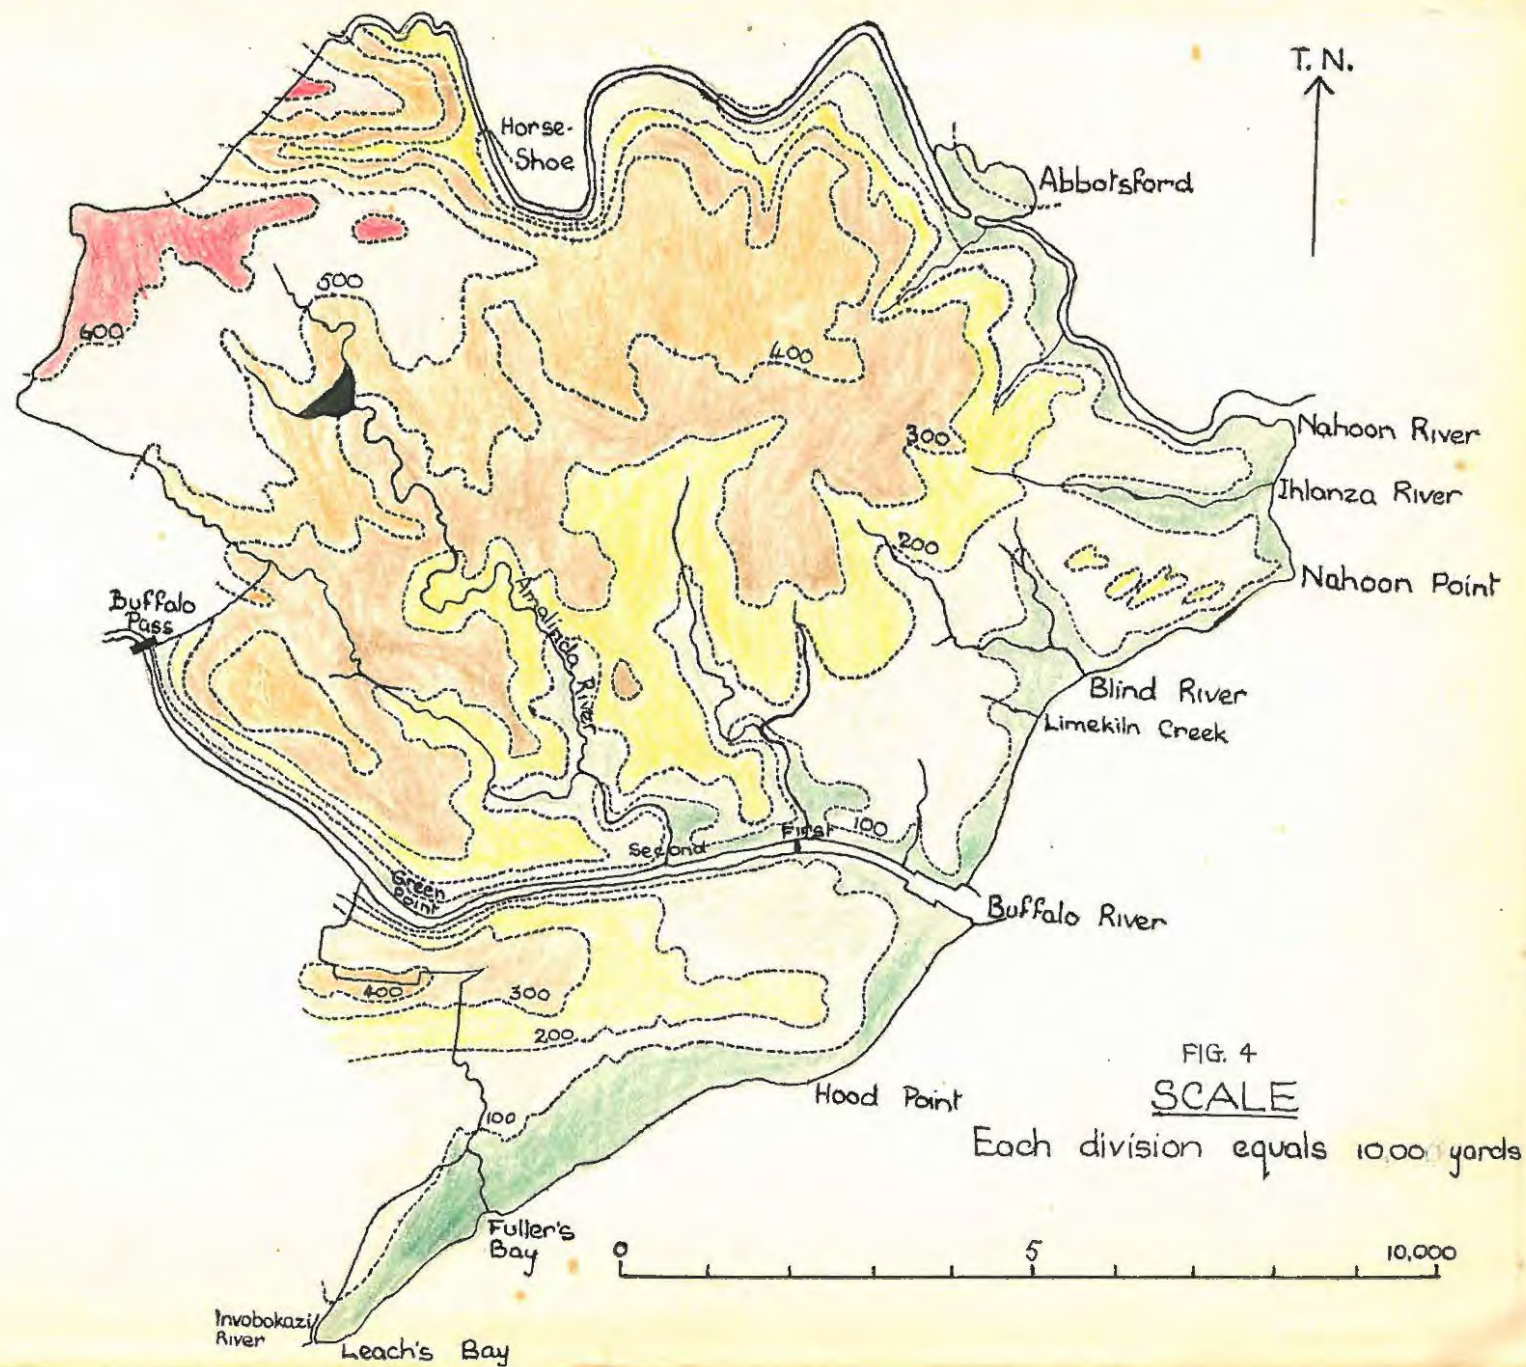 T. N.
Horse-
Shoe
Abbotsford
500
600
400
Nahoon River
300
Ihlanza River
200
Nahoon Point
Buffalo
Pass
Amalinda River
Blind River
Limekiln Creek
100
First
Second
Green
Point
Buffalo River
400
300
200
FIG. 4
SCALE
Hood Point
100
Each division equals 1000 yards
Fuller's
Bay
0
5
10,000
Invobokazi
River
Leach's Bay